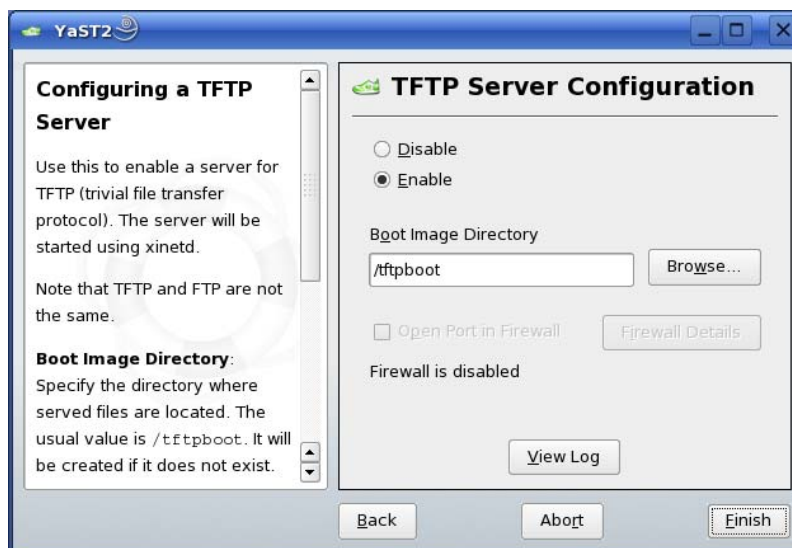 YaST2
Configuring a TFTP
Server
Use this to enable a server for
TFTP (trivial file transfer
protocol). The server will be
started using xinetd.
Note that TFTP and FTP are not
the same.
Boot Image Directory:
Specify the directory where
served files are located. The
usual value is /tftpboot. It will
be created if it does not exist.
TFTP Server Configuration
Disable
Enable
Boot Image Directory
/tftpboot
Browse...
Open Port in Firewall
Firewall Details
Firewall is disabled
View Log
Back
Abort
Finish